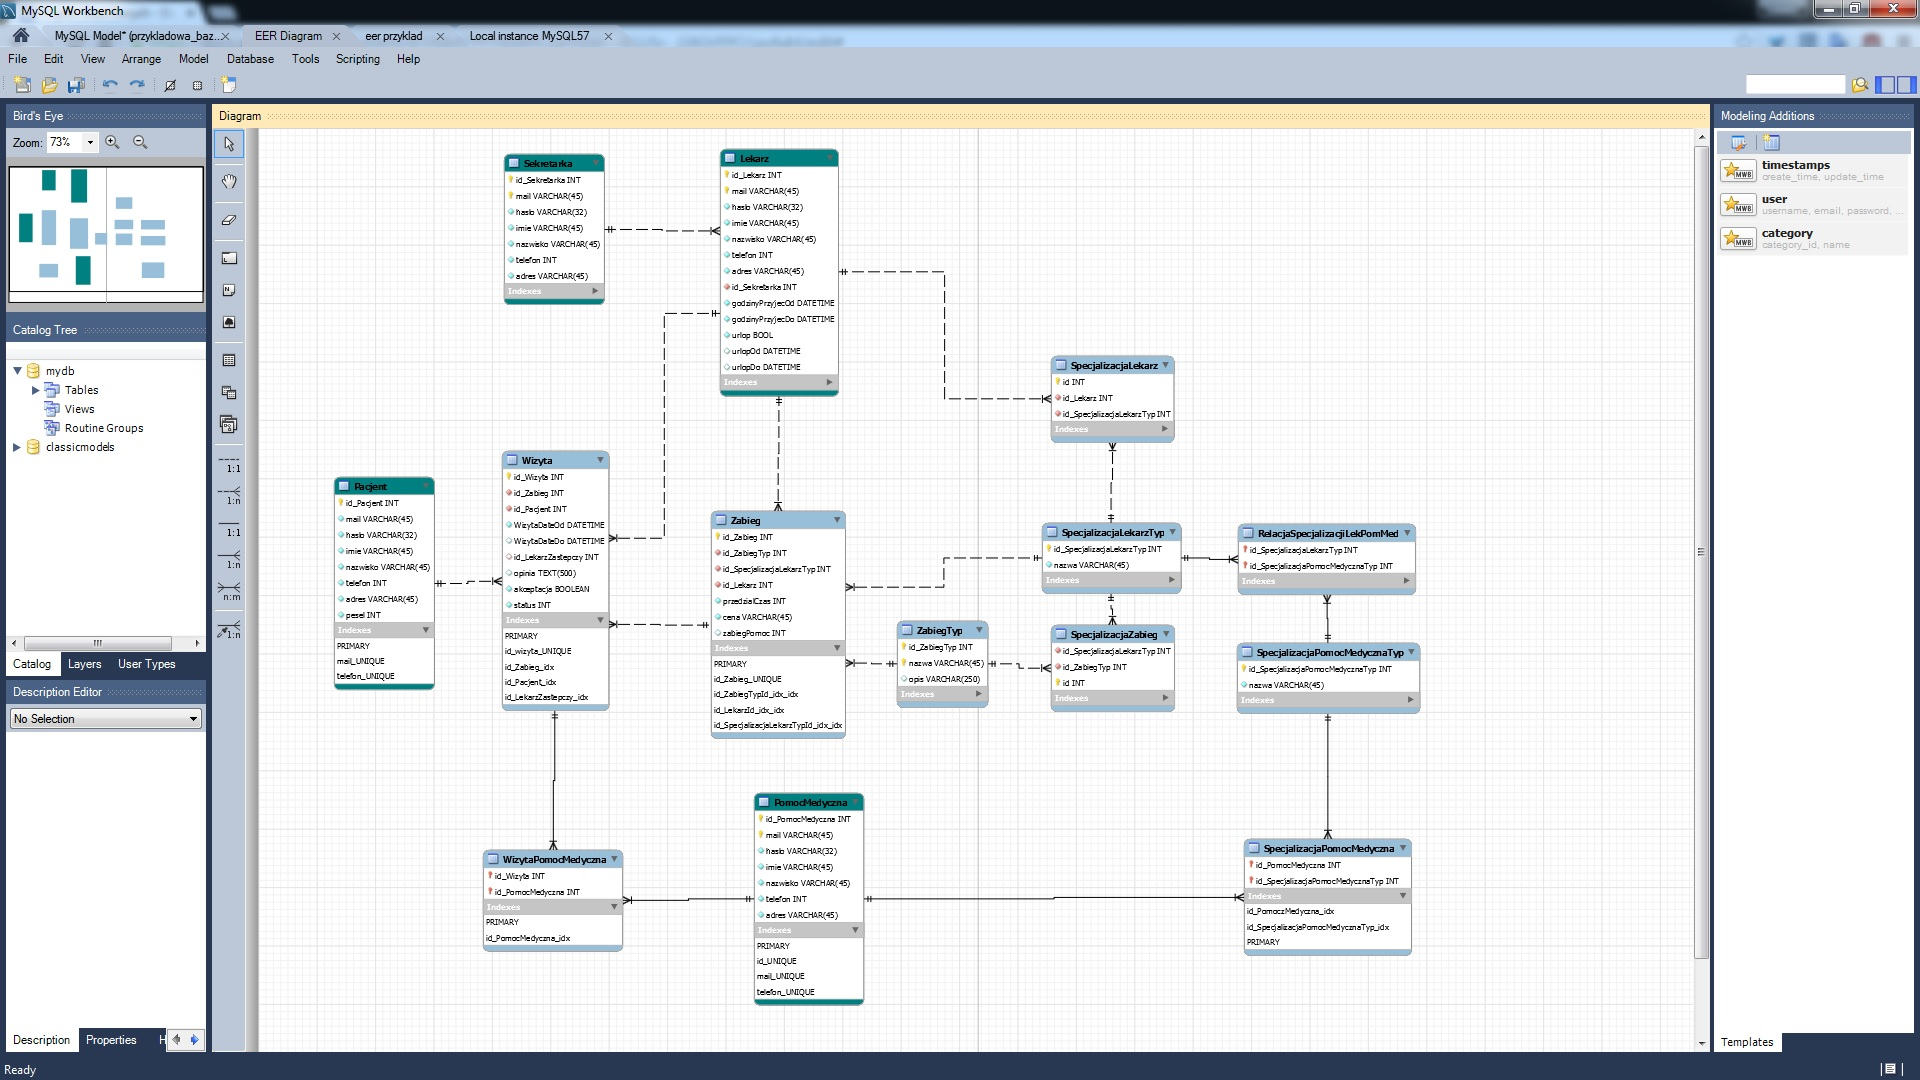 MySQL Workbench
MySQL Model* (przykladowa_baz...
EER Diagram
eer przyklad
Local instance MySQL57
File Edit View Arrange Model Database Tools Scripting Help
Bird's Eye
Zoom: 73%
Catalog Tree
mydb
Tables
Views
Routine Groups
classicmodels
Catalog Layers User Types
Description Editor
No Selection
Description Properties H
Ready
1:1
1:n
1:1
1:n
n:m
1:n
Diagram
Sekretarka
id_Sekretarka INT
mail VARCHAR(45)
haslo VARCHAR(32)
imie VARCHAR(45)
nazwisko VARCHAR(45)
telefon INT
adres VARCHAR(45)
Indexes
Lekarz
id_Lekarz INT
mail VARCHAR(45)
haslo VARCHAR(32)
imie VARCHAR(45)
nazwisko VARCHAR(45)
telefon INT
adres VARCHAR(45)
id_Sekretarka INT
godzinyPrzyjecOd DATETIME
godzinyPrzyjecDo DATETIME
urlop BOOL
urlopOd DATETIME
urlopDo DATETIME
Indexes
SpecjalizacjaLekarz
id INT
id_Lekarz INT
id_SpecjalizacjaLekarzTyp INT
Indexes
Pacjent
id_Pacjent INT
mail VARCHAR(45)
haslo VARCHAR(32)
imie VARCHAR(45)
nazwisko VARCHAR(45)
telefon INT
adres VARCHAR(45)
pesel INT
Indexes
PRIMARY
mail_UNIQUE
telefon_UNIQUE
Wizyta
id_Wizyta INT
id_Zabieg INT
id_Pacjent INT
WizytaDateOd DATETIME
WizytaDateDo DATETIME
id_LekarzZastepczy INT
opinia TEXT(500)
akceptacja BOOLEAN
status INT
Indexes
PRIMARY
id_wizyta_UNIQUE
id_Zabieg_idx
id_Pacjent_idx
id_LekarzZastepczy_idx
Zabieg
id_Zabieg INT
id_ZabiegTyp INT
id_SpecjalizacjaLekarzTyp INT
id_Lekarz INT
przedzialCzas INT
cena VARCHAR(45)
zabiegPomoc INT
Indexes
PRIMARY
id_Zabieg_UNIQUE
id_ZabiegTypId_idx_idx
id_LekarzId_idx_idx
id_SpecjalizacjaLekarzTypId_idx_idx
ZabiegTyp
id_ZabiegTyp INT
nazwa VARCHAR(45)
opis VARCHAR(250)
Indexes
SpecjalizacjaLekarzTyp
id_SpecjalizacjaLekarzTyp INT
nazwa VARCHAR(45)
Indexes
SpecjalizacjaZabieg
id_SpecjalizacjaLekarzTyp INT
id_ZabiegTyp INT
id INT
Indexes
RelacjaSpecjalizacjiLekPomMed
id_SpecjalizacjaLekarzTyp INT
id_SpecjalizacjaPomocMedycznaTyp INT
Indexes
SpecjalizacjaPomocMedycznaTyp
id_SpecjalizacjaPomocMedycznaTyp INT
nazwa VARCHAR(45)
Indexes
WizytaPomocMedyczna
id_Wizyta INT
id_PomocMedyczna INT
Indexes
PRIMARY
id_PomocMedyczna_idx
PomocMedyczna
id_PomocMedyczna INT
mail VARCHAR(45)
haslo VARCHAR(32)
imie VARCHAR(45)
nazwisko VARCHAR(45)
telefon INT
adres VARCHAR(45)
Indexes
PRIMARY
id_UNIQUE
mail_UNIQUE
telefon_UNIQUE
SpecjalizacjaPomocMedyczna
id_PomocMedyczna INT
id_SpecjalizacjaPomocMedycznaTyp INT
Indexes
id_PomoczMedyczna_idx
id_SpecjalizacjaPomocMedycznaTyp_idx
PRIMARY
Modeling Additions
timestamps
create_time, update_time
user
username, email, password, ...
category
category_id, name
Templates